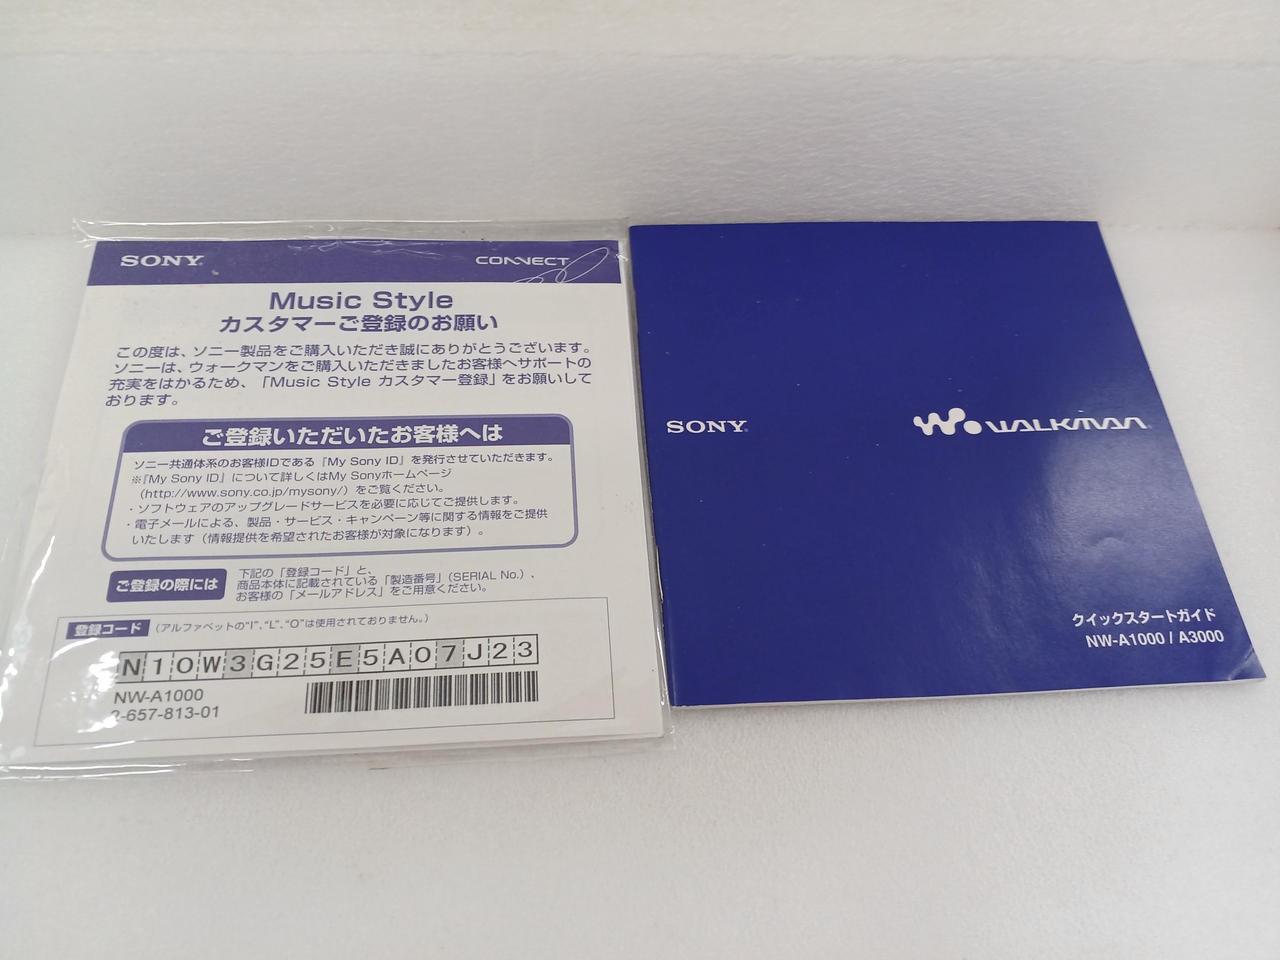 SONY
CONNECT
Music Style
カスタマーご登録のお願い
この度は、ソニー製品をご購入いただき誠にありがとうございます。
ソニーは、ウォークマンをご購入いただきましたお客様へサポートの
充実をはかるため、「Music Style カスタマー登録」をお願いして
おります。
ご登録いただいたお客様へは
ソニー共通体系のお客様IDである『My Sony ID』を発行させていただきます。
※『My Sony ID』について詳しくはMy Sonyホームページ
（http://www.sony.co.jp/mysony/）をご覧ください。
・ソフトウェアのアップグレードサービスを必要に応じてご提供します。
・電子メールによる、製品・サービス・キャンペーン等に関する情報をご提供
いたします（情報提供を希望されたお客様が対象になります）。
ご登録の際には
下記の「登録コード」と、
商品本体に記載されている「製造番号」(SERIAL No.) 、
お客様の「メールアドレス」をご用意ください。
登録コード （アルファベットの“I”、“L”、“O”は使用されておりません。）
N10W3G25E5A07J23
NW-A1000
2-657-813-01
SONY
WALKMAN
クイックスタートガイド
NW-A1000 / A3000